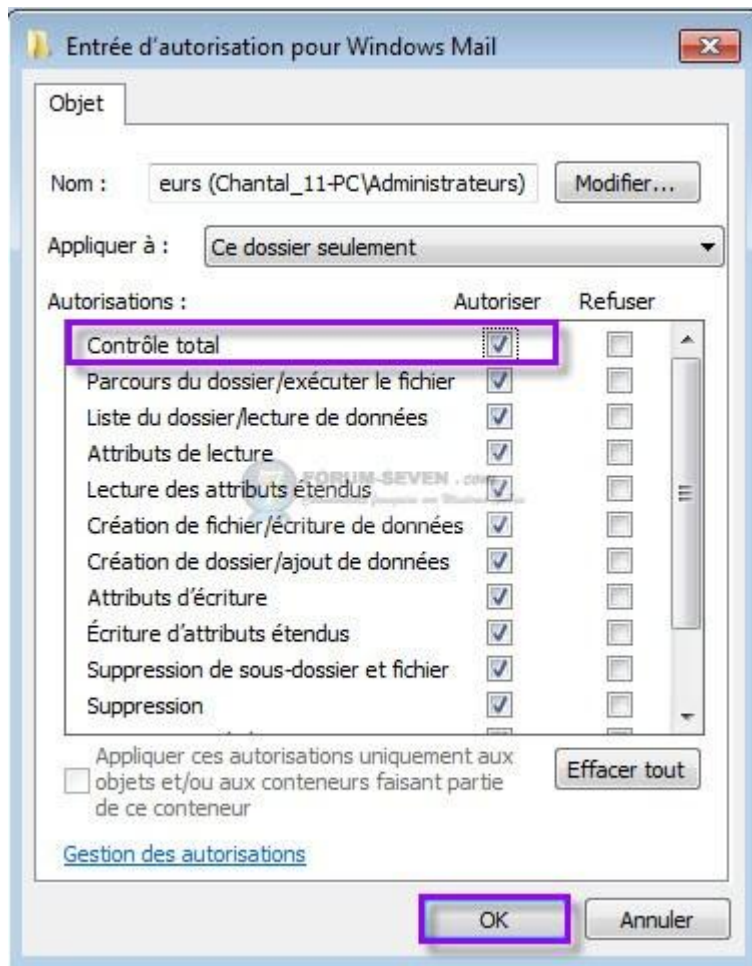 Entrée d'autorisation pour Windows Mail
Objet
Nom : eurs (Chantal_11-PC\Administrateurs) Modifier...
Appliquer à : Ce dossier seulement
Autorisations : Autoriser Refuser
Contrôle total
Parcours du dossier/exécuter le fichier
Liste du dossier/lecture de données
Attributs de lecture
FORUM-SEVEN.com
Lecture des attributs étendus
Création de fichier/écriture de données
Création de dossier/ajout de données
Attributs d'écriture
Écriture d'attributs étendus
Suppression de sous-dossier et fichier
Suppression
Appliquer ces autorisations uniquement aux
objets et/ou aux conteneurs faisant partie
de ce conteneur
Effacer tout
Gestion des autorisations
OK Annuler